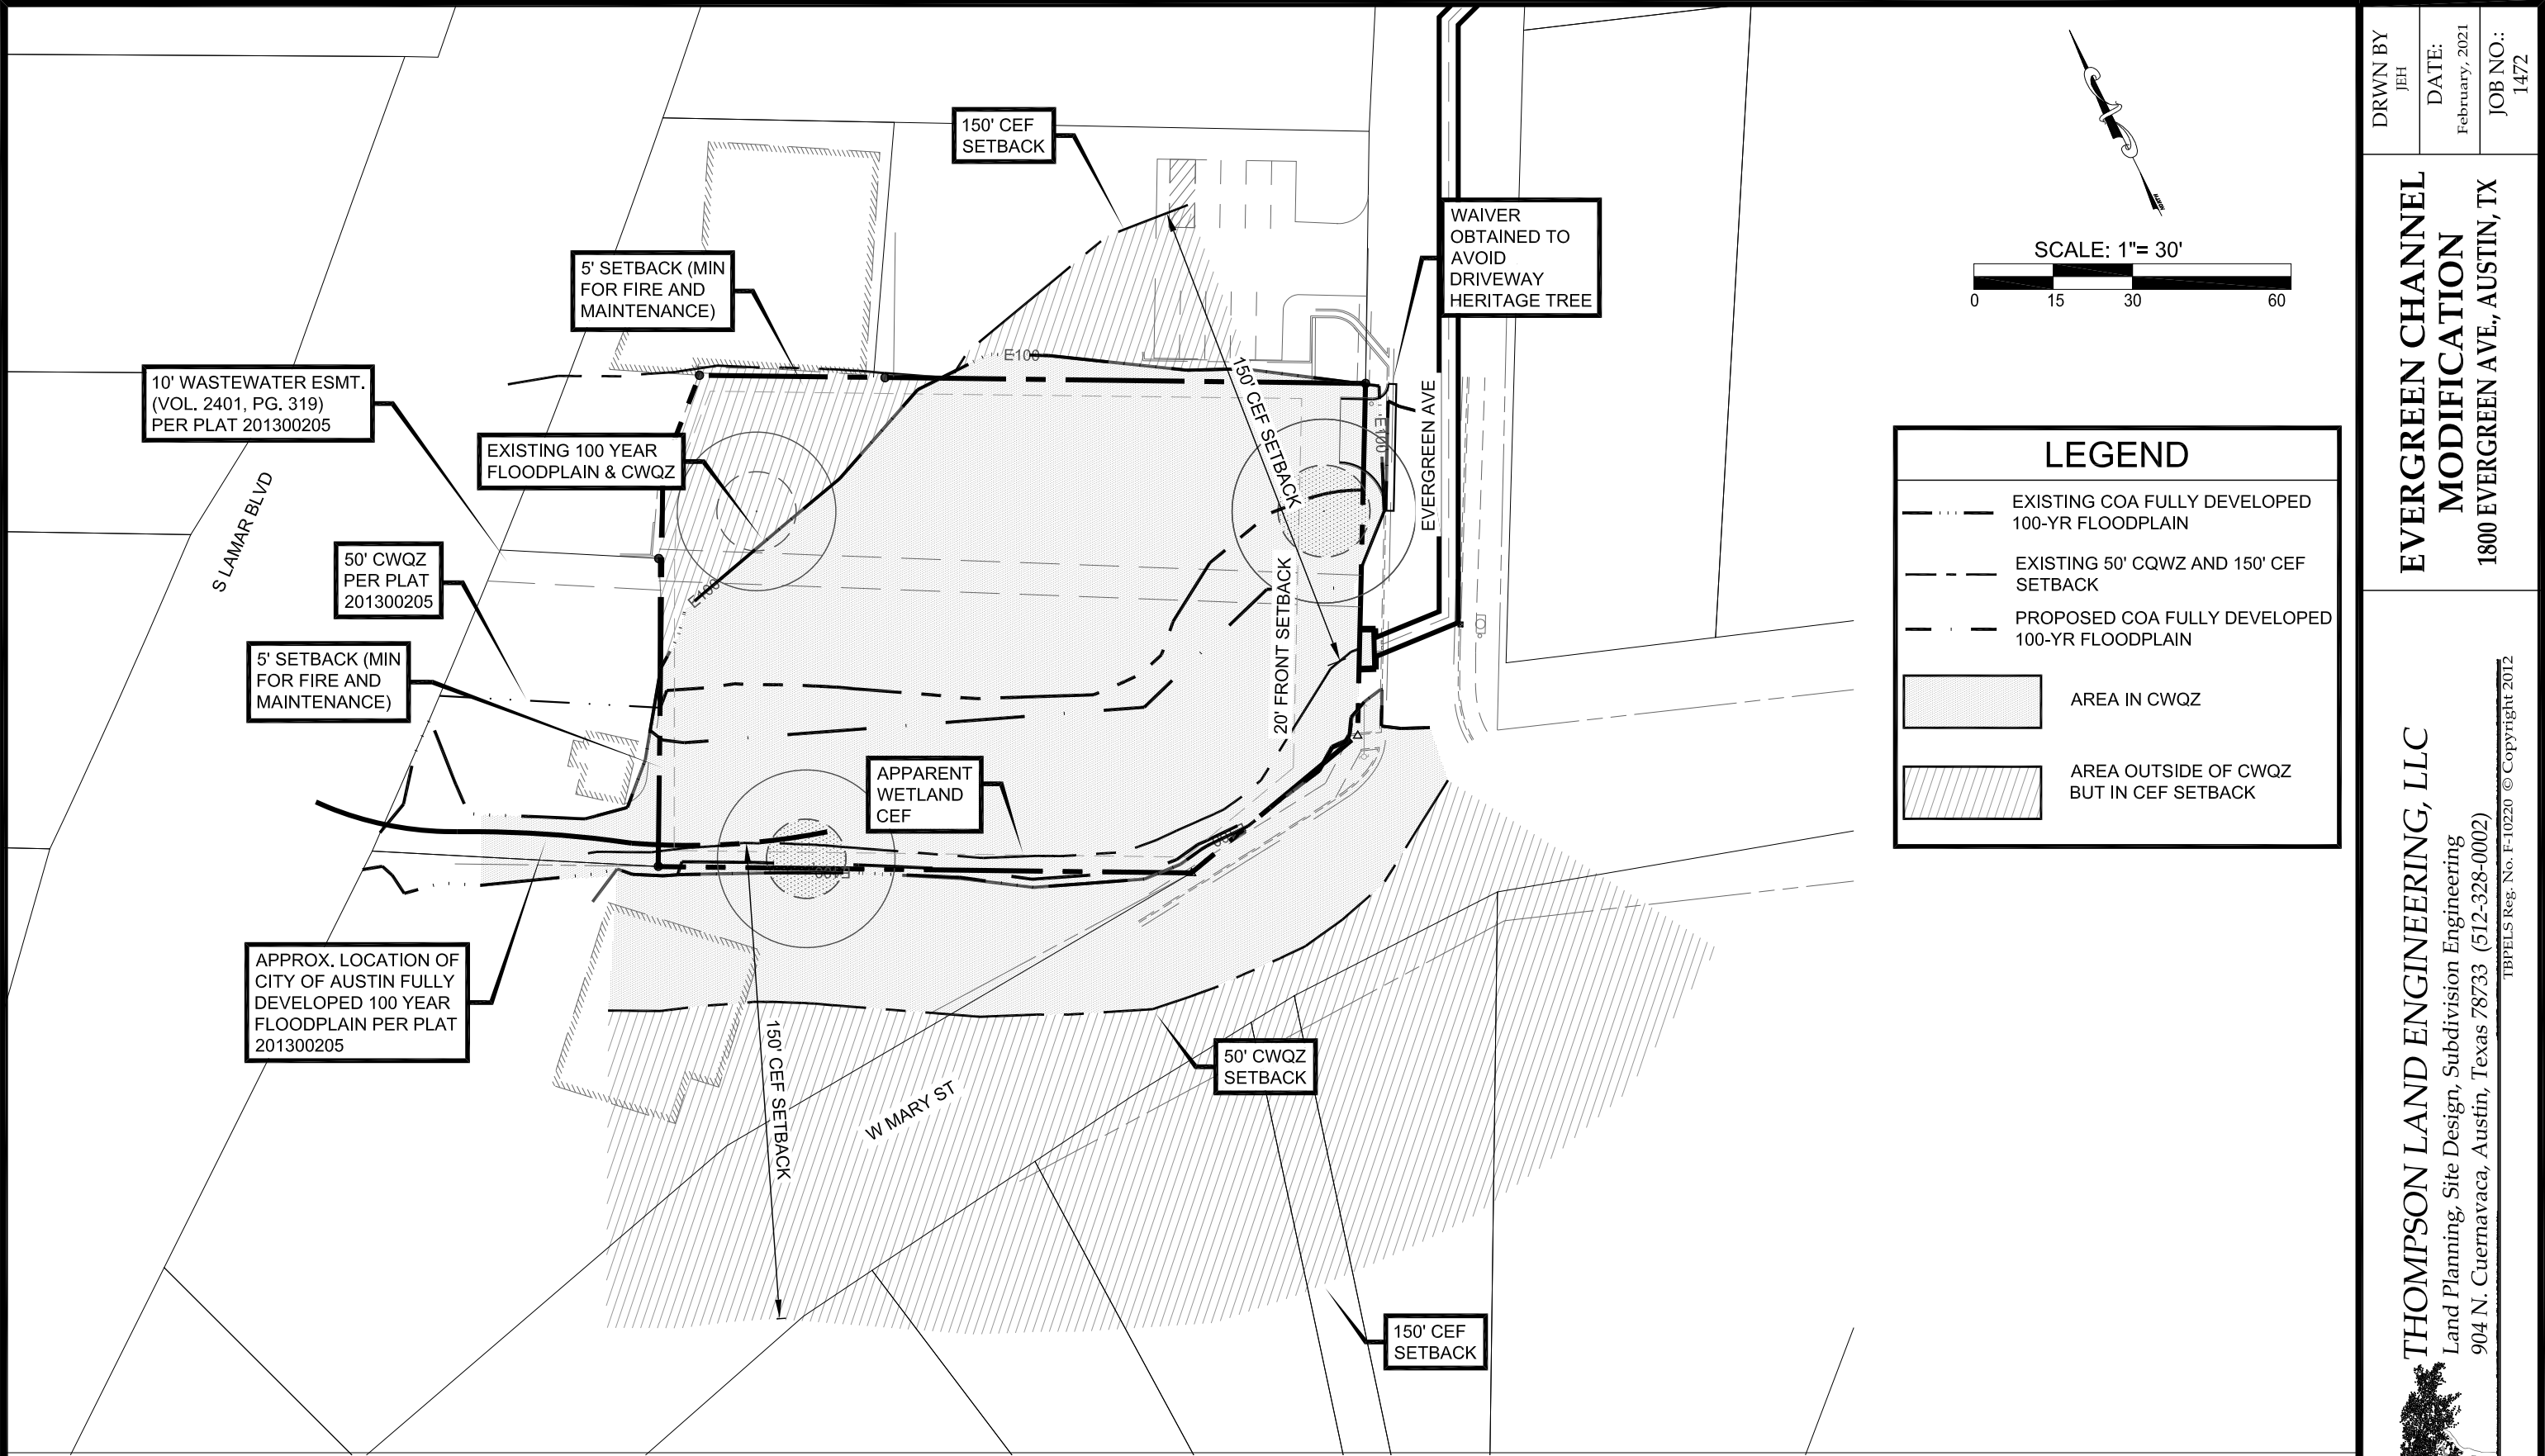 150' CEF
SETBACK
5' SETBACK (MIN
FOR FIRE AND
MAINTENANCE)
WAIVER
OBTAINED TO
AVOID
DRIVEWAY
HERITAGE TREE
10' WASTEWATER ESMT.
(VOL. 2401, PG. 319)
PER PLAT 201300205
EXISTING 100 YEAR
FLOODPLAIN & CWQZ
50' CWQZ
PER PLAT
201300205
5' SETBACK (MIN
FOR FIRE AND
MAINTENANCE)
APPARENT
WETLAND
CEF
APPROX. LOCATION OF
CITY OF AUSTIN FULLY
DEVELOPED 100 YEAR
FLOODPLAIN PER PLAT
201300205
50' CWQZ
SETBACK
150' CEF
SETBACK
S LAMAR BLVD
EVERGREEN AVE
W MARY ST
20' FRONT SETBACK
150' CEF SETBACK
150' CEF SETBACK
E100
E100
E100
E100
NORTH
SCALE: 1"= 30'
0 15 30 60
LEGEND
EXISTING COA FULLY DEVELOPED
100-YR FLOODPLAIN
EXISTING 50' CQWZ AND 150' CEF
SETBACK
PROPOSED COA FULLY DEVELOPED
100-YR FLOODPLAIN
AREA IN CWQZ
AREA OUTSIDE OF CWQZ
BUT IN CEF SETBACK
DRWN BY
JEH
DATE:
February, 2021
JOB NO.:
1472
EVERGREEN CHANNEL
MODIFICATION
1800 EVERGREEN AVE., AUSTIN, TX
THOMPSON LAND ENGINEERING, LLC
Land Planning, Site Design, Subdivision Engineering
904 N. Cuernavaca, Austin, Texas 78733 (512-328-0002)
TBPELS Reg. No. F-10220 © Copyright 2012